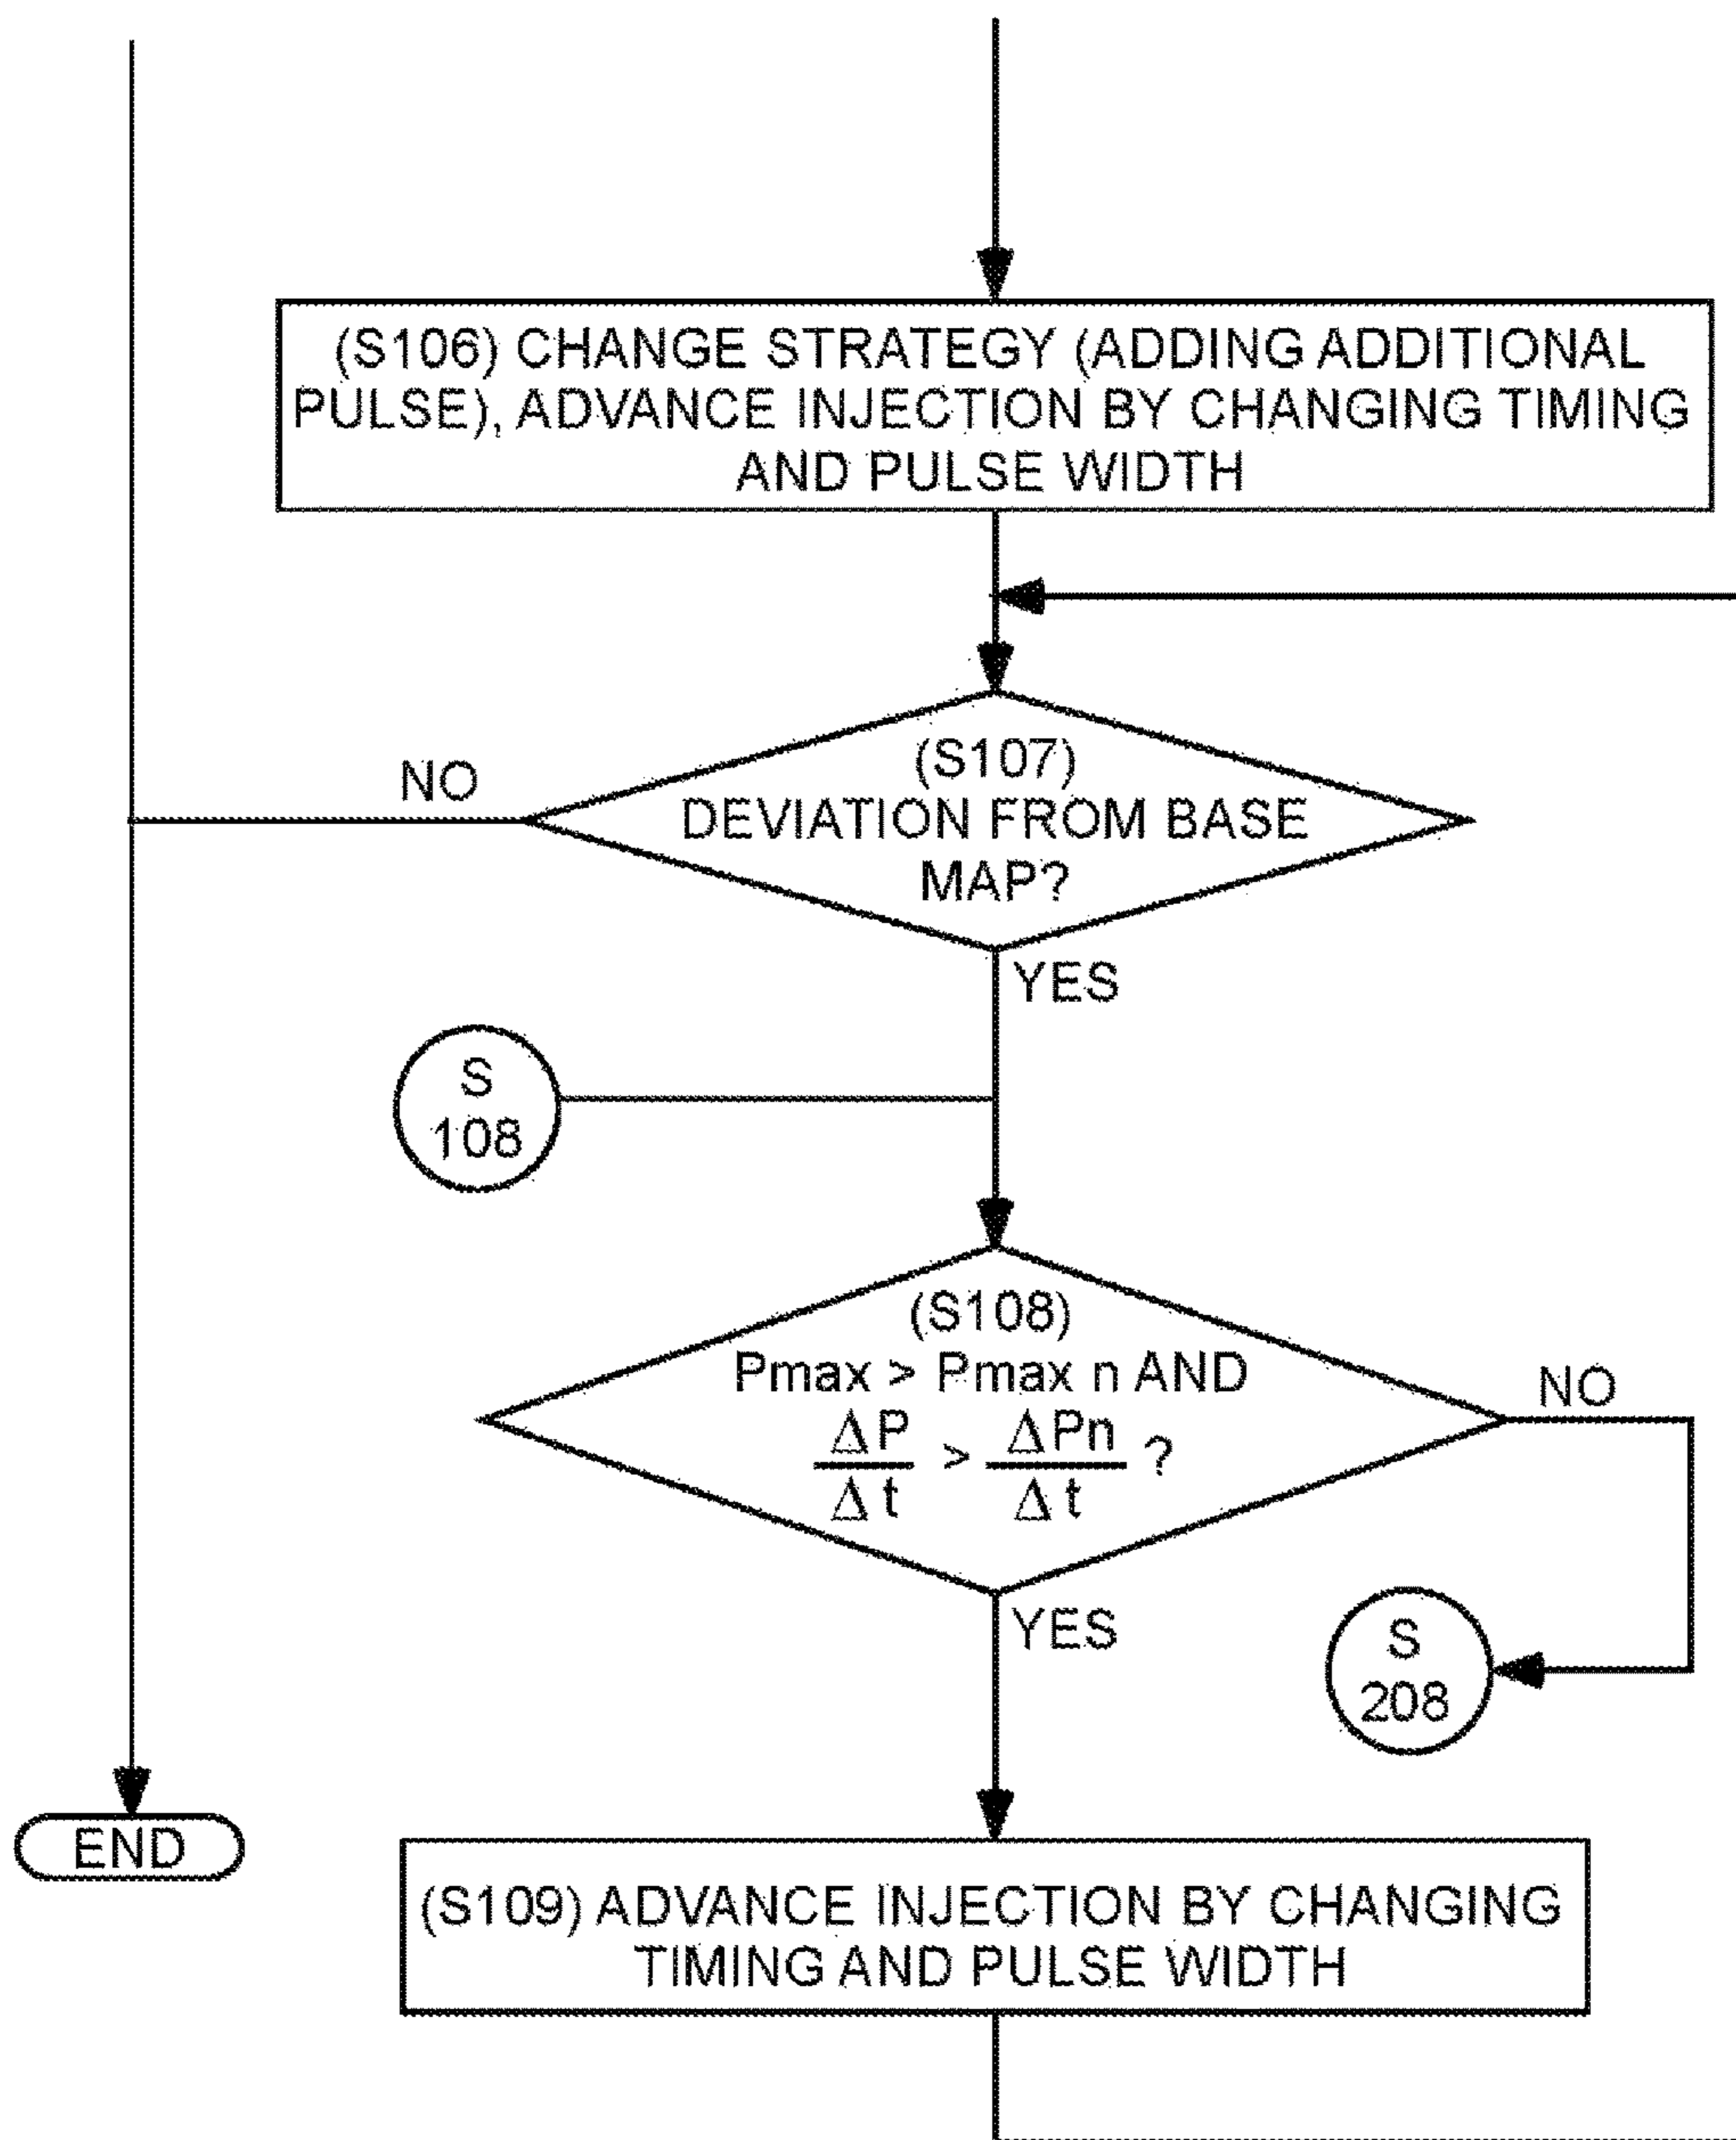 (S106) CHANGE STRATEGY (ADDING ADDITIONAL
PULSE), ADVANCE INJECTION BY CHANGING TIMING
AND PULSE WIDTH
(S107)
DEVIATION FROM BASE
MAP?
NO
YES
S
108
(S108)
Pmax > Pmax n AND
ΔP/Δt > ΔPn/Δt ?
NO
YES
S
208
END
(S109) ADVANCE INJECTION BY CHANGING
TIMING AND PULSE WIDTH